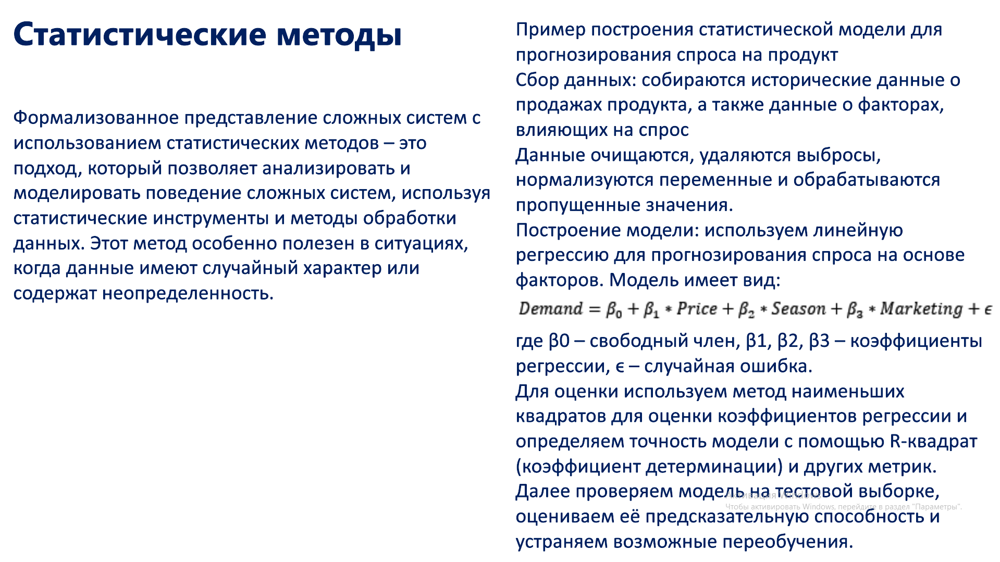 Статистические методы
Формализованное представление сложных систем с
использованием статистических методов – это
подход, который позволяет анализировать и
моделировать поведение сложных систем, используя
статистические инструменты и методы обработки
данных. Этот метод особенно полезен в ситуациях,
когда данные имеют случайный характер или
содержат неопределенность.
Пример построения статистической модели для
прогнозирования спроса на продукт
Сбор данных: собираются исторические данные о
продажах продукта, а также данные о факторах,
влияющих на спрос
Данные очищаются, удаляются выбросы,
нормализуются переменные и обрабатываются
пропущенные значения.
Построение модели: используем линейную
регрессию для прогнозирования спроса на основе
факторов. Модель имеет вид:
Demand = β₀ + β₁ * Price + β₂ * Season + β₃ * Marketing + ϵ
где β0 – свободный член, β1, β2, β3 – коэффициенты
регрессии, ϵ – случайная ошибка.
Для оценки используем метод наименьших
квадратов для оценки коэффициентов регрессии и
определяем точность модели с помощью R-квадрат
(коэффициент детерминации) и других метрик.
Далее проверяем модель на тестовой выборке,
оцениваем её предсказательную способность и
устраняем возможные переобучения.
Активация Windows
Чтобы активировать Windows, перейдите в раздел "Параметры".